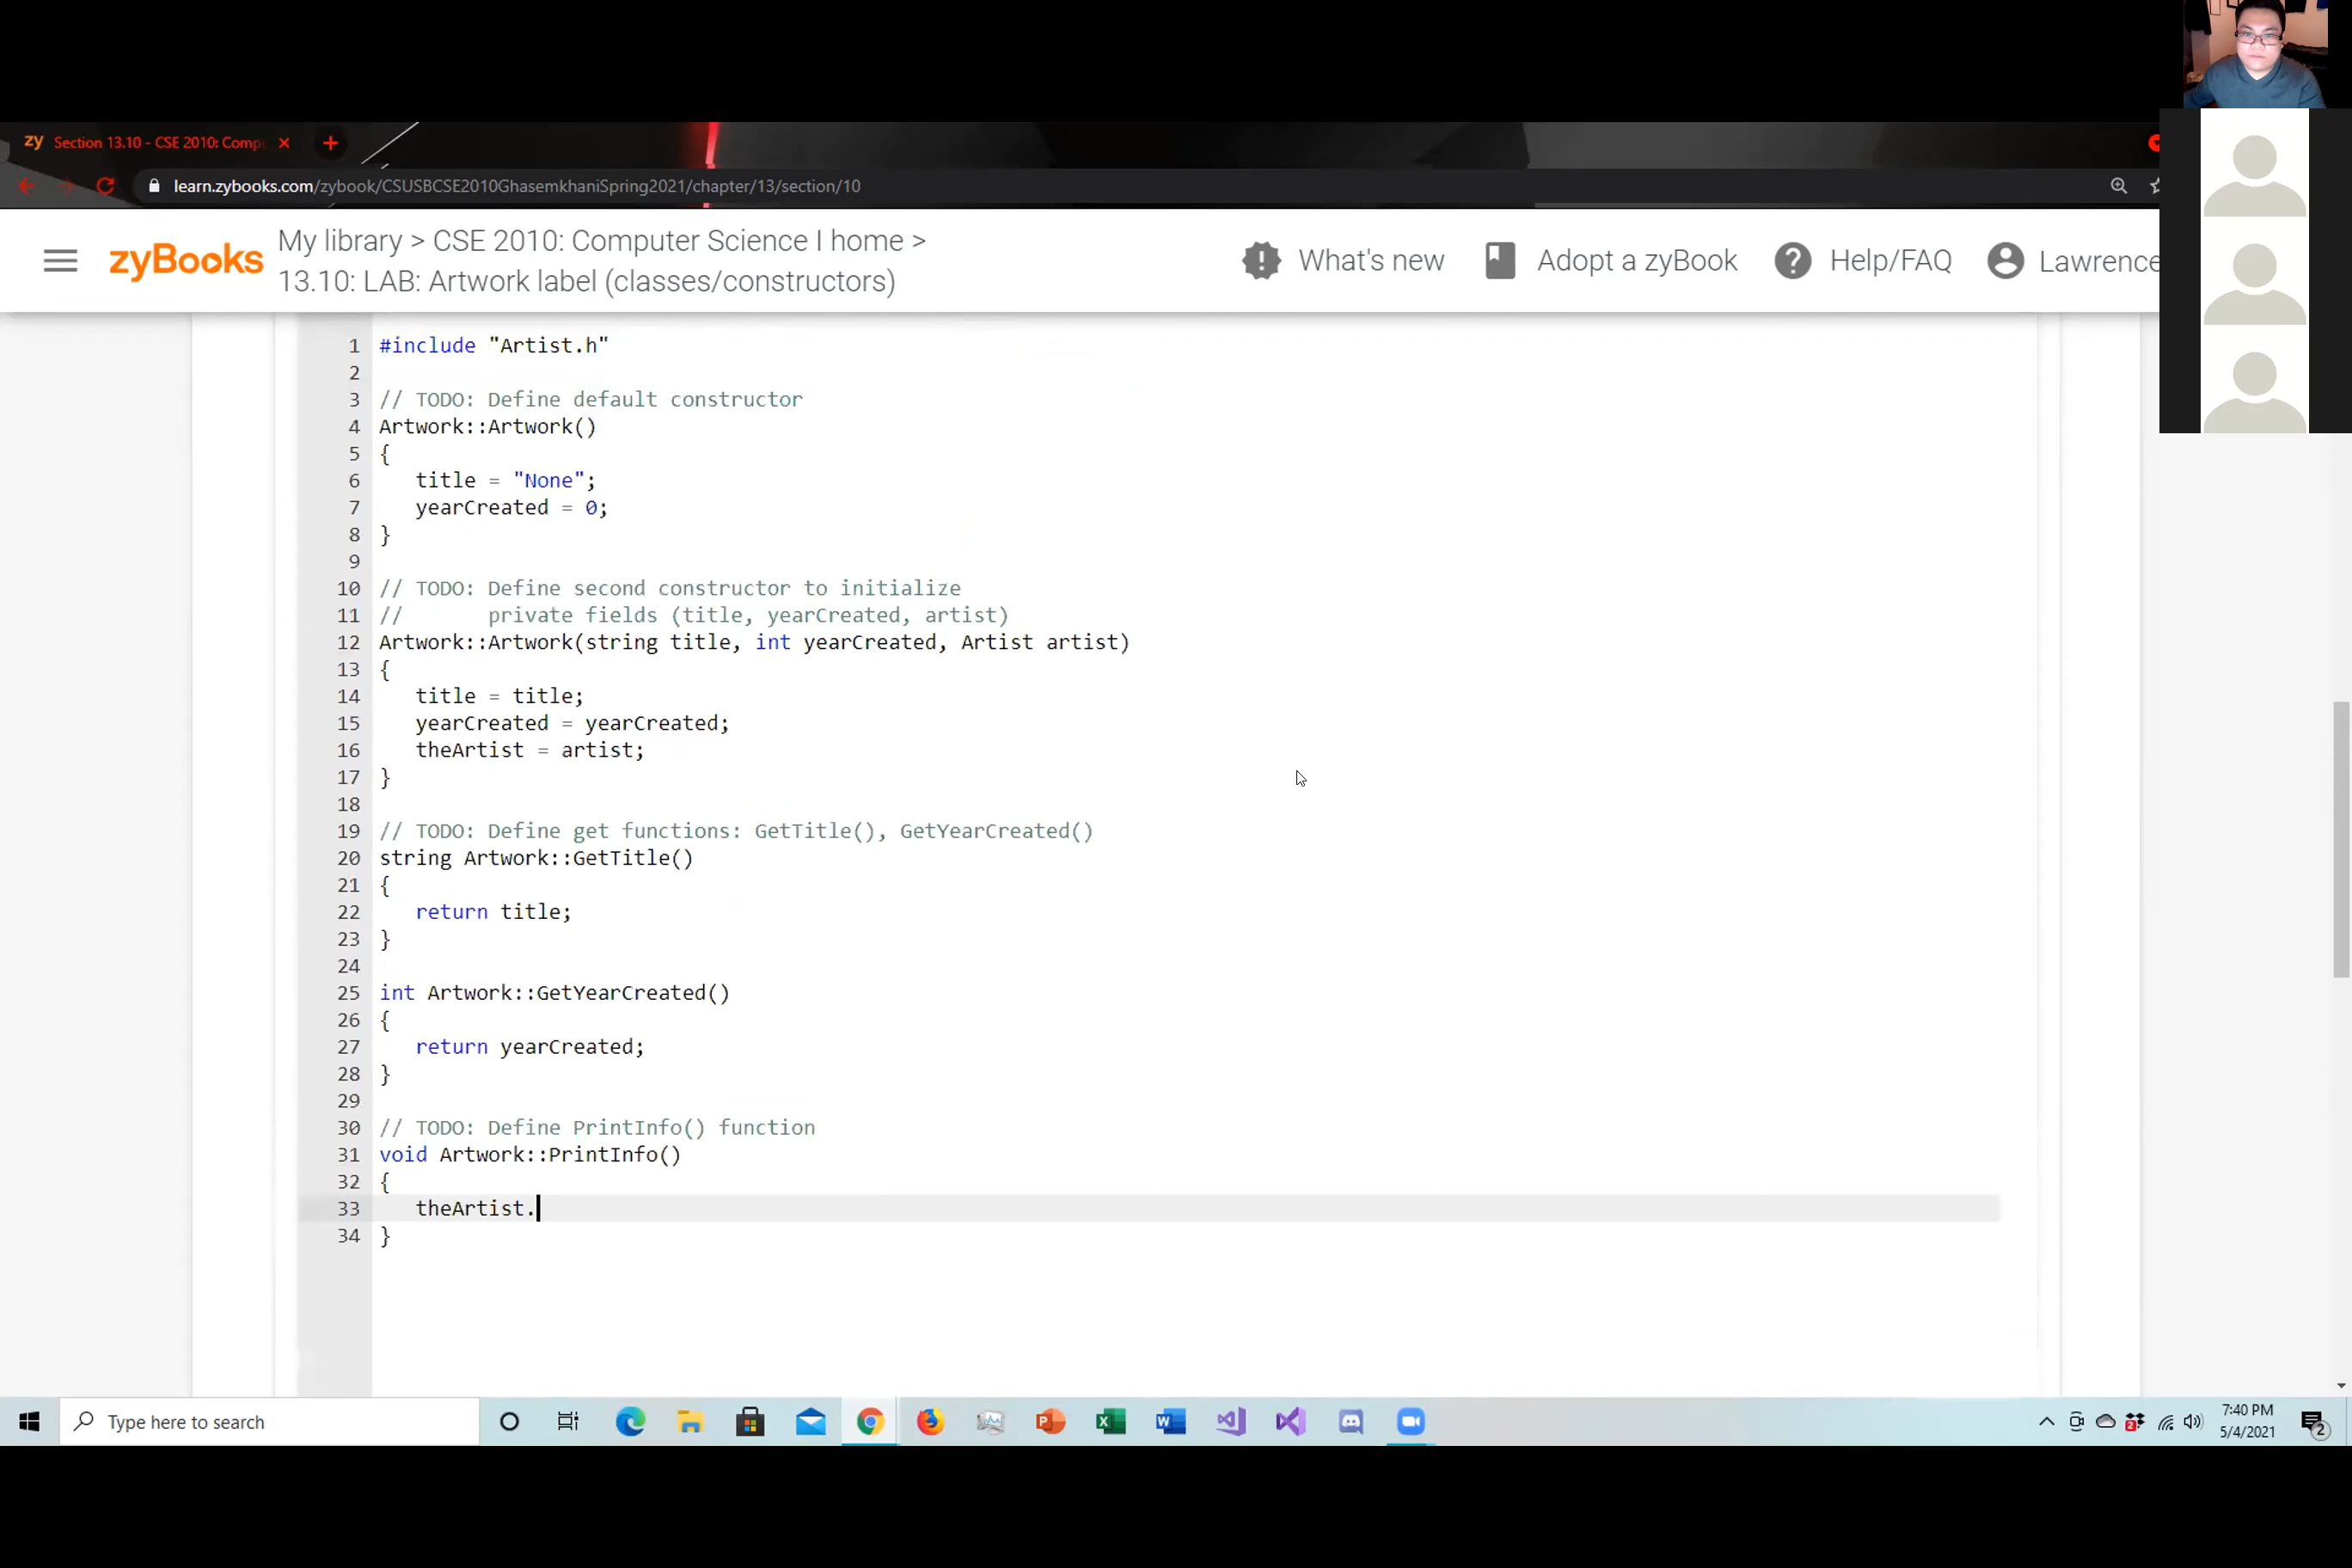 zy Section 13.10 - CSE 2010: Comp
learn.zybooks.com/zybook/CSUSBCSE2010GhasemkhaniSpring2021/chapter/13/section/10
zyBooks
My library > CSE 2010: Computer Science I home >
13.10: LAB: Artwork label (classes/constructors)
What's new
Adopt a zyBook
Help/FAQ
Lawrence
1 #include "Artist.h"
2
3 // TODO: Define default constructor
4 Artwork::Artwork()
5 {
6 title = "None";
7 yearCreated = 0;
8 }
9
10 // TODO: Define second constructor to initialize
11 // private fields (title, yearCreated, artist)
12 Artwork::Artwork(string title, int yearCreated, Artist artist)
13 {
14 title = title;
15 yearCreated = yearCreated;
16 theArtist = artist;
17 }
18
19 // TODO: Define get functions: GetTitle(), GetYearCreated()
20 string Artwork::GetTitle()
21 {
22 return title;
23 }
24
25 int Artwork::GetYearCreated()
26 {
27 return yearCreated;
28 }
29
30 // TODO: Define PrintInfo() function
31 void Artwork::PrintInfo()
32 {
33 theArtist.
34 }
Type here to search
7:40 PM
5/4/2021
2